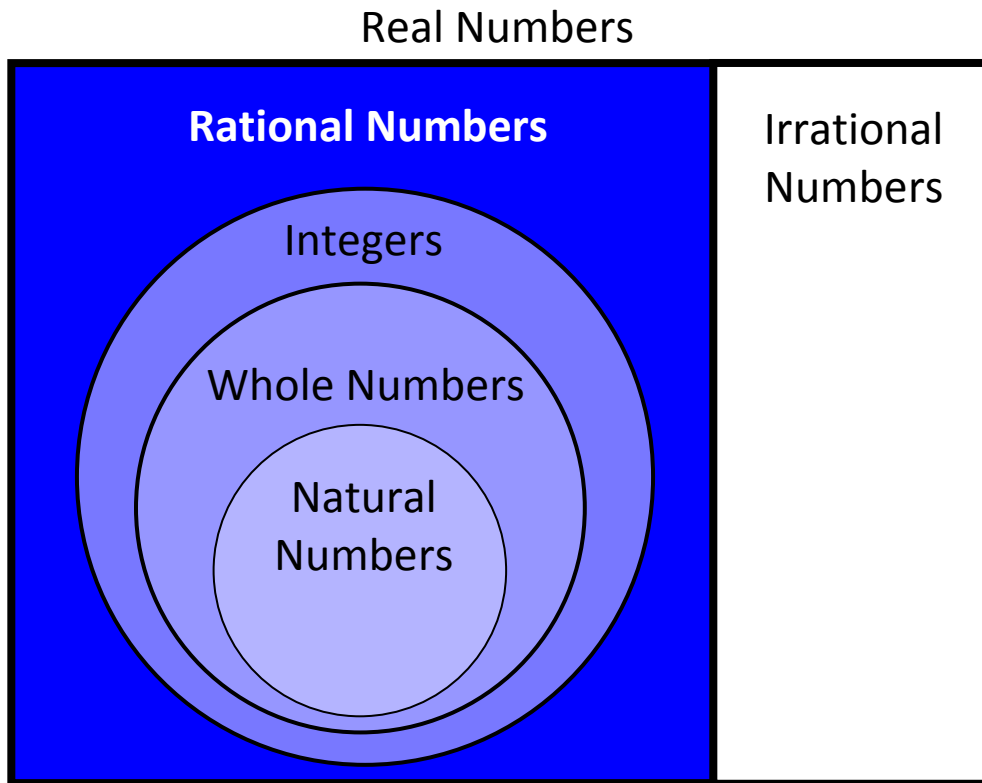 Real Numbers
Rational Numbers
Irrational
Numbers
Integers
Whole Numbers
Natural
Numbers